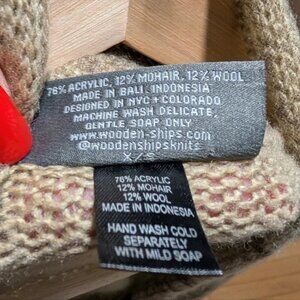 76% ACRYLIC, 12% MOHAIR, 12% WOOL
MADE IN BALI, INDONESIA
DESIGNED IN NYC + COLORADO
MACHINE WASH DELICATE,
GENTLE SOAP ONLY
www.wooden-ships.com
@woodenshipsknits
X/S
76% ACRYLIC
12% MOHAIR
12% WOOL
MADE IN INDONESIA
HAND WASH COLD
SEPARATELY
WITH MILD SOAP